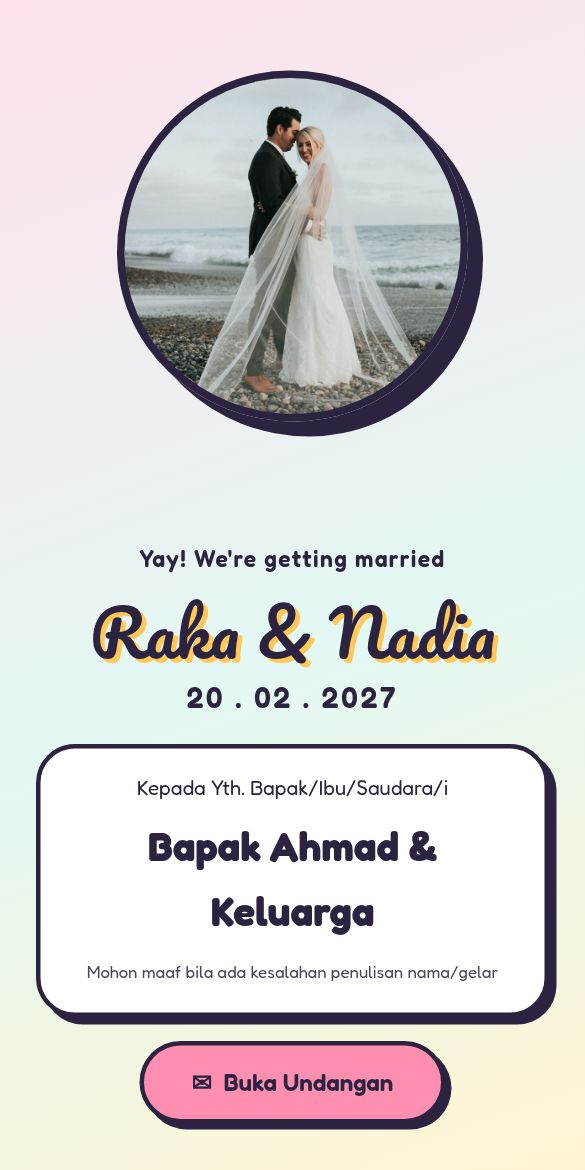 Yay! We're getting married
Raka & Nadia
20 . 02 . 2027
Kepada Yth. Bapak/Ibu/Saudara/i
Bapak Ahmad &
Keluarga
Mohon maaf bila ada kesalahan penulisan nama/gelar
✉ Buka Undangan